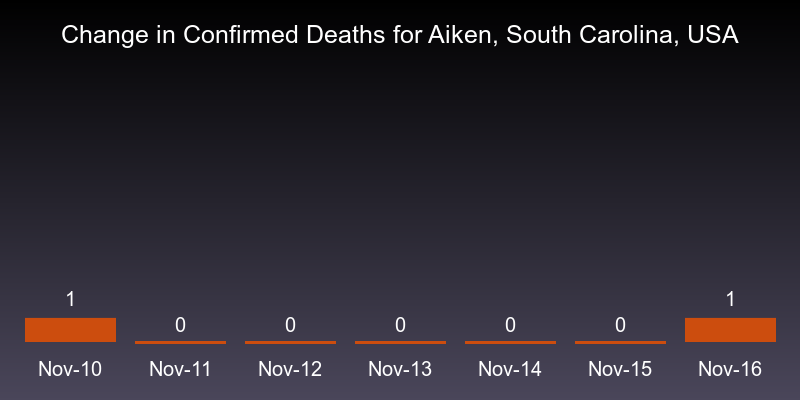 Change in Confirmed Deaths for Aiken, South Carolina, USA
1 0 0 0 0 0 1
Nov-10 Nov-11 Nov-12 Nov-13 Nov-14 Nov-15 Nov-16